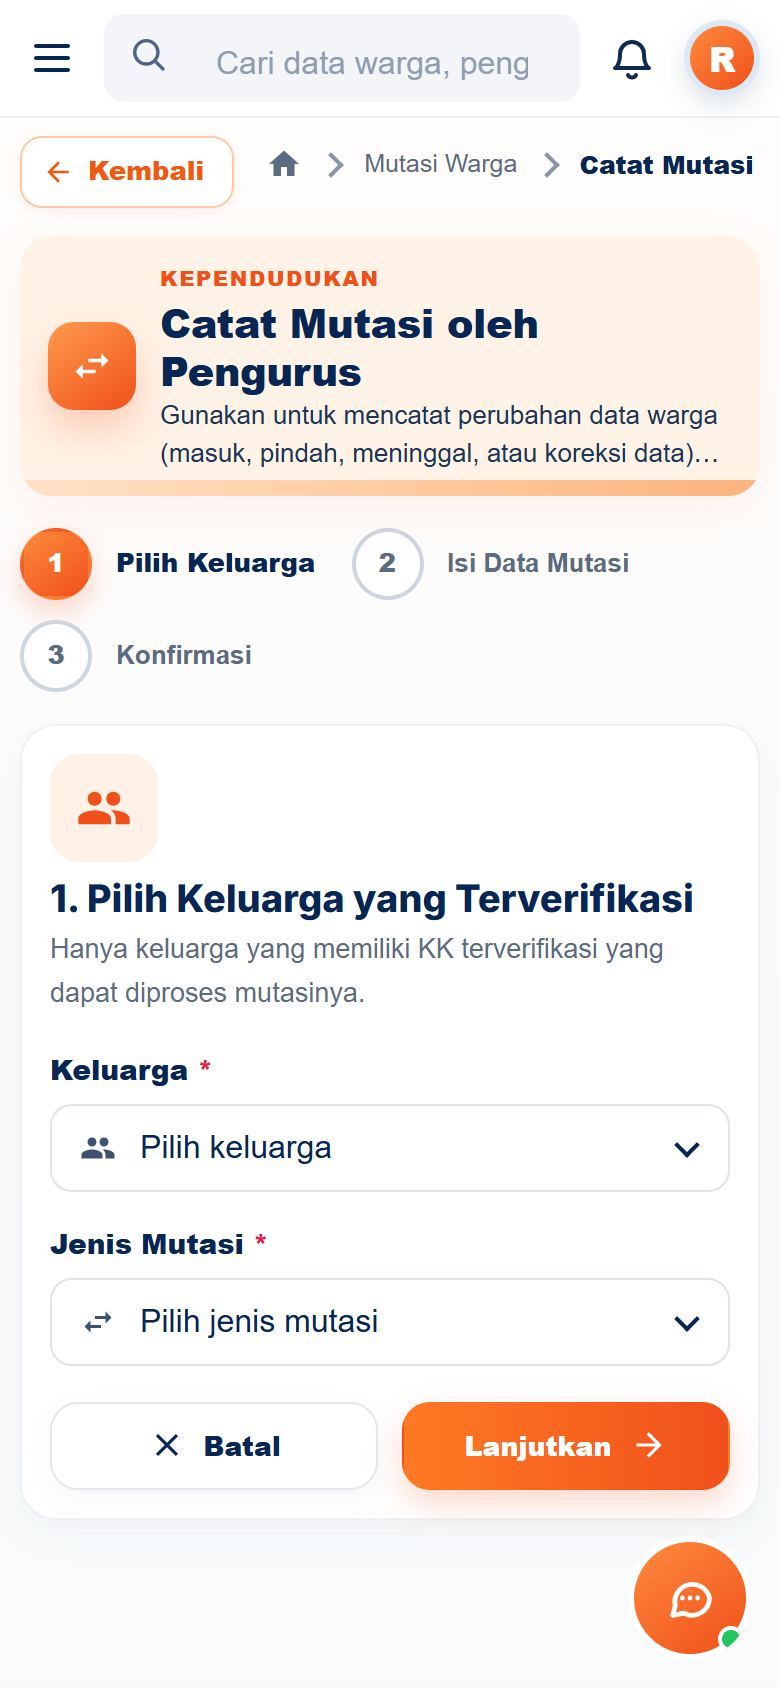 Cari data warga, peng
R
Kembali
Mutasi Warga
Catat Mutasi
KEPENDUDUKAN
Catat Mutasi oleh
Pengurus
Gunakan untuk mencatat perubahan data warga
(masuk, pindah, meninggal, atau koreksi data)...
1 Pilih Keluarga
2 Isi Data Mutasi
3 Konfirmasi
1. Pilih Keluarga yang Terverifikasi
Hanya keluarga yang memiliki KK terverifikasi yang
dapat diproses mutasinya.
Keluarga *
Pilih keluarga
Jenis Mutasi *
Pilih jenis mutasi
Batal
Lanjutkan